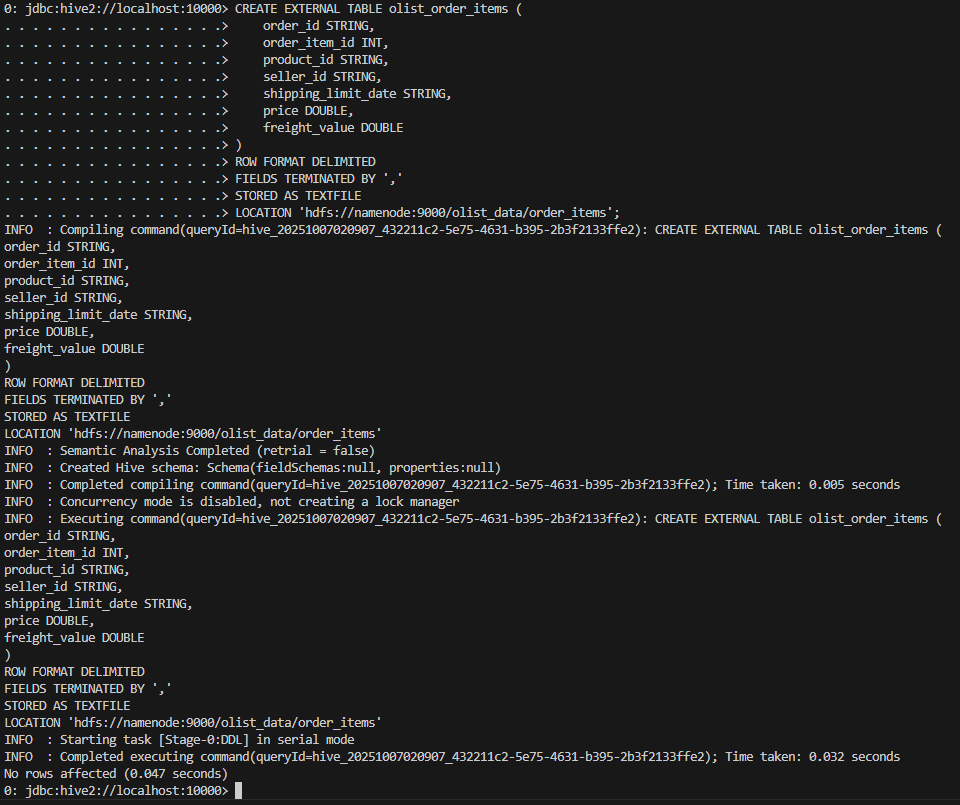 0: jdbc:hive2://localhost:10000> CREATE EXTERNAL TABLE olist_order_items (
. . . . . . . . . . . . . . . .>     order_id STRING,
. . . . . . . . . . . . . . . .>     order_item_id INT,
. . . . . . . . . . . . . . . .>     product_id STRING,
. . . . . . . . . . . . . . . .>     seller_id STRING,
. . . . . . . . . . . . . . . .>     shipping_limit_date STRING,
. . . . . . . . . . . . . . . .>     price DOUBLE,
. . . . . . . . . . . . . . . .>     freight_value DOUBLE
. . . . . . . . . . . . . . . .> )
. . . . . . . . . . . . . . . .> ROW FORMAT DELIMITED
. . . . . . . . . . . . . . . .> FIELDS TERMINATED BY ','
. . . . . . . . . . . . . . . .> STORED AS TEXTFILE
. . . . . . . . . . . . . . . .> LOCATION 'hdfs://namenode:9000/olist_data/order_items';
INFO  : Compiling command(queryId=hive_20251007020907_432211c2-5e75-4631-b395-2b3f2133ffe2): CREATE EXTERNAL TABLE olist_order_items (
order_id STRING,
order_item_id INT,
product_id STRING,
seller_id STRING,
shipping_limit_date STRING,
price DOUBLE,
freight_value DOUBLE
)
ROW FORMAT DELIMITED
FIELDS TERMINATED BY ','
STORED AS TEXTFILE
LOCATION 'hdfs://namenode:9000/olist_data/order_items'
INFO  : Semantic Analysis Completed (retrial = false)
INFO  : Created Hive schema: Schema(fieldSchemas:null, properties:null)
INFO  : Completed compiling command(queryId=hive_20251007020907_432211c2-5e75-4631-b395-2b3f2133ffe2); Time taken: 0.005 seconds
INFO  : Concurrency mode is disabled, not creating a lock manager
INFO  : Executing command(queryId=hive_20251007020907_432211c2-5e75-4631-b395-2b3f2133ffe2): CREATE EXTERNAL TABLE olist_order_items (
order_id STRING,
order_item_id INT,
product_id STRING,
seller_id STRING,
shipping_limit_date STRING,
price DOUBLE,
freight_value DOUBLE
)
ROW FORMAT DELIMITED
FIELDS TERMINATED BY ','
STORED AS TEXTFILE
LOCATION 'hdfs://namenode:9000/olist_data/order_items'
INFO  : Starting task [Stage-0:DDL] in serial mode
INFO  : Completed executing command(queryId=hive_20251007020907_432211c2-5e75-4631-b395-2b3f2133ffe2); Time taken: 0.032 seconds
No rows affected (0.047 seconds)
0: jdbc:hive2://localhost:10000>